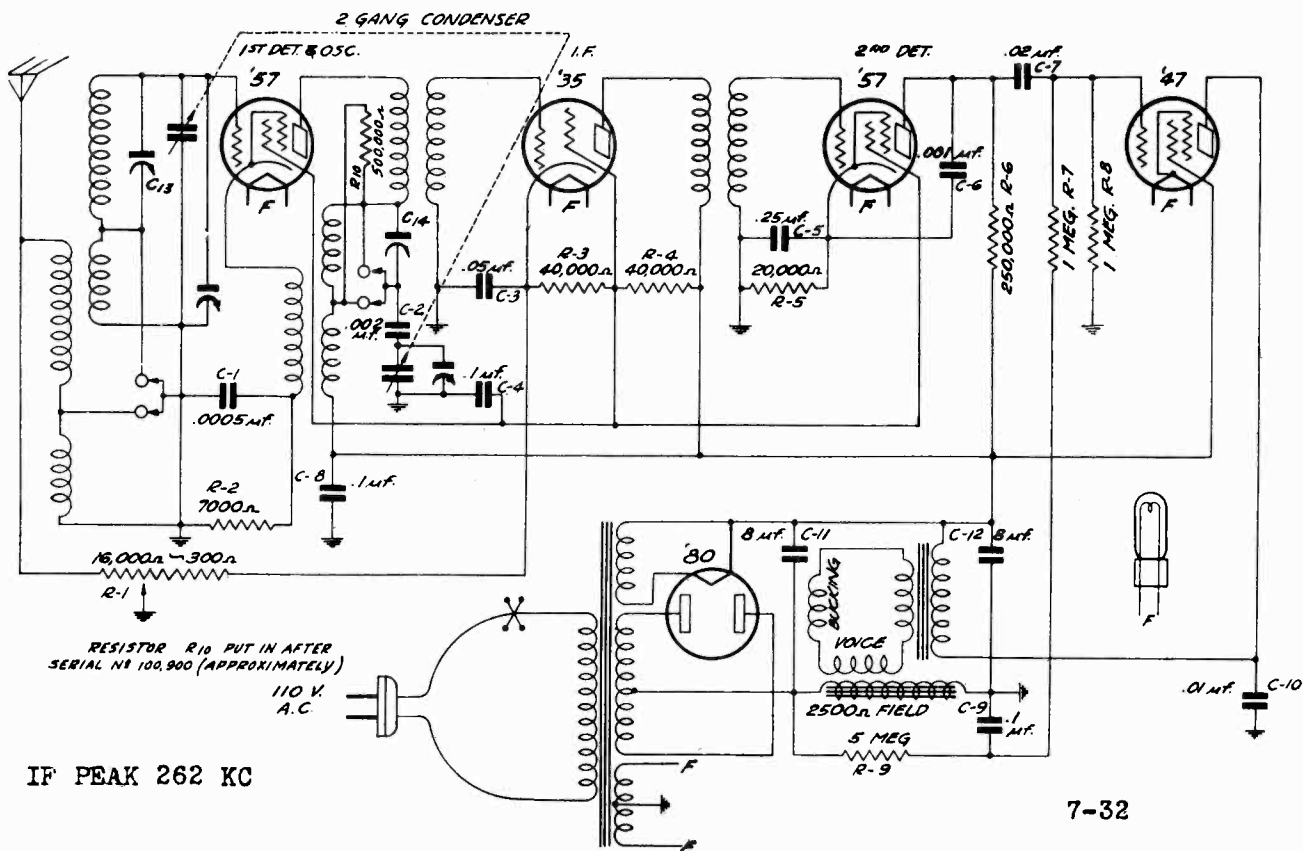 2 GANG CONDENSER
1ST DET. & OSC.
I.F.
2ND DET.
.02 µf.
C-7
'57
'35
'57
'47
C13
R10
500,000Ω
C14
.001 µf.
C-6
.25 µf.
C-5
F
F
F
F
R-3
40,000Ω
R-4
40,000Ω
20,000Ω
R-5
250,000Ω R-6
1 MEG. R-7
1 MEG. R-8
.05 µf.
C-3
C-2
.002
µf.
.1 µf.
C-4
C-1
.0005 µf.
C-8
.1 µf.
R-2
7000Ω
16,000Ω ~ 300Ω
R-1
'80
8 µf.
C-11
C-12
8 µf.
BUCKING
VOICE
F
RESISTOR R10 PUT IN AFTER
SERIAL Nº 100,900 (APPROXIMATELY)
110 V.
A.C.
2500Ω FIELD
C-9
.1
µf.
.01 µf.
C-10
5 MEG
R-9
F
F
IF PEAK 262 KC
7-32